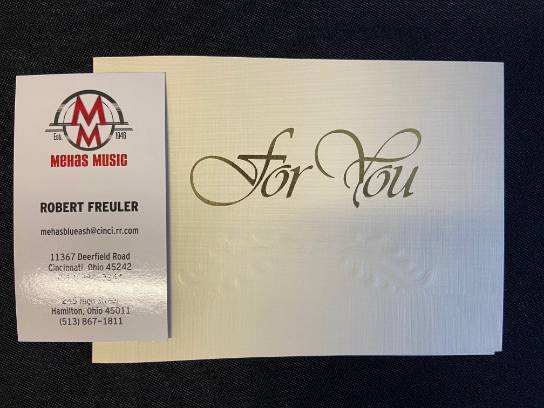 M
M
Est. 1949
MEHAS MUSIC
ROBERT FREULER
mehasblueash@cinci.rr.com
11367 Deerfield Road
Cincinnati, Ohio 45242
Hamilton, Ohio 45011
(513) 867-1811
For You